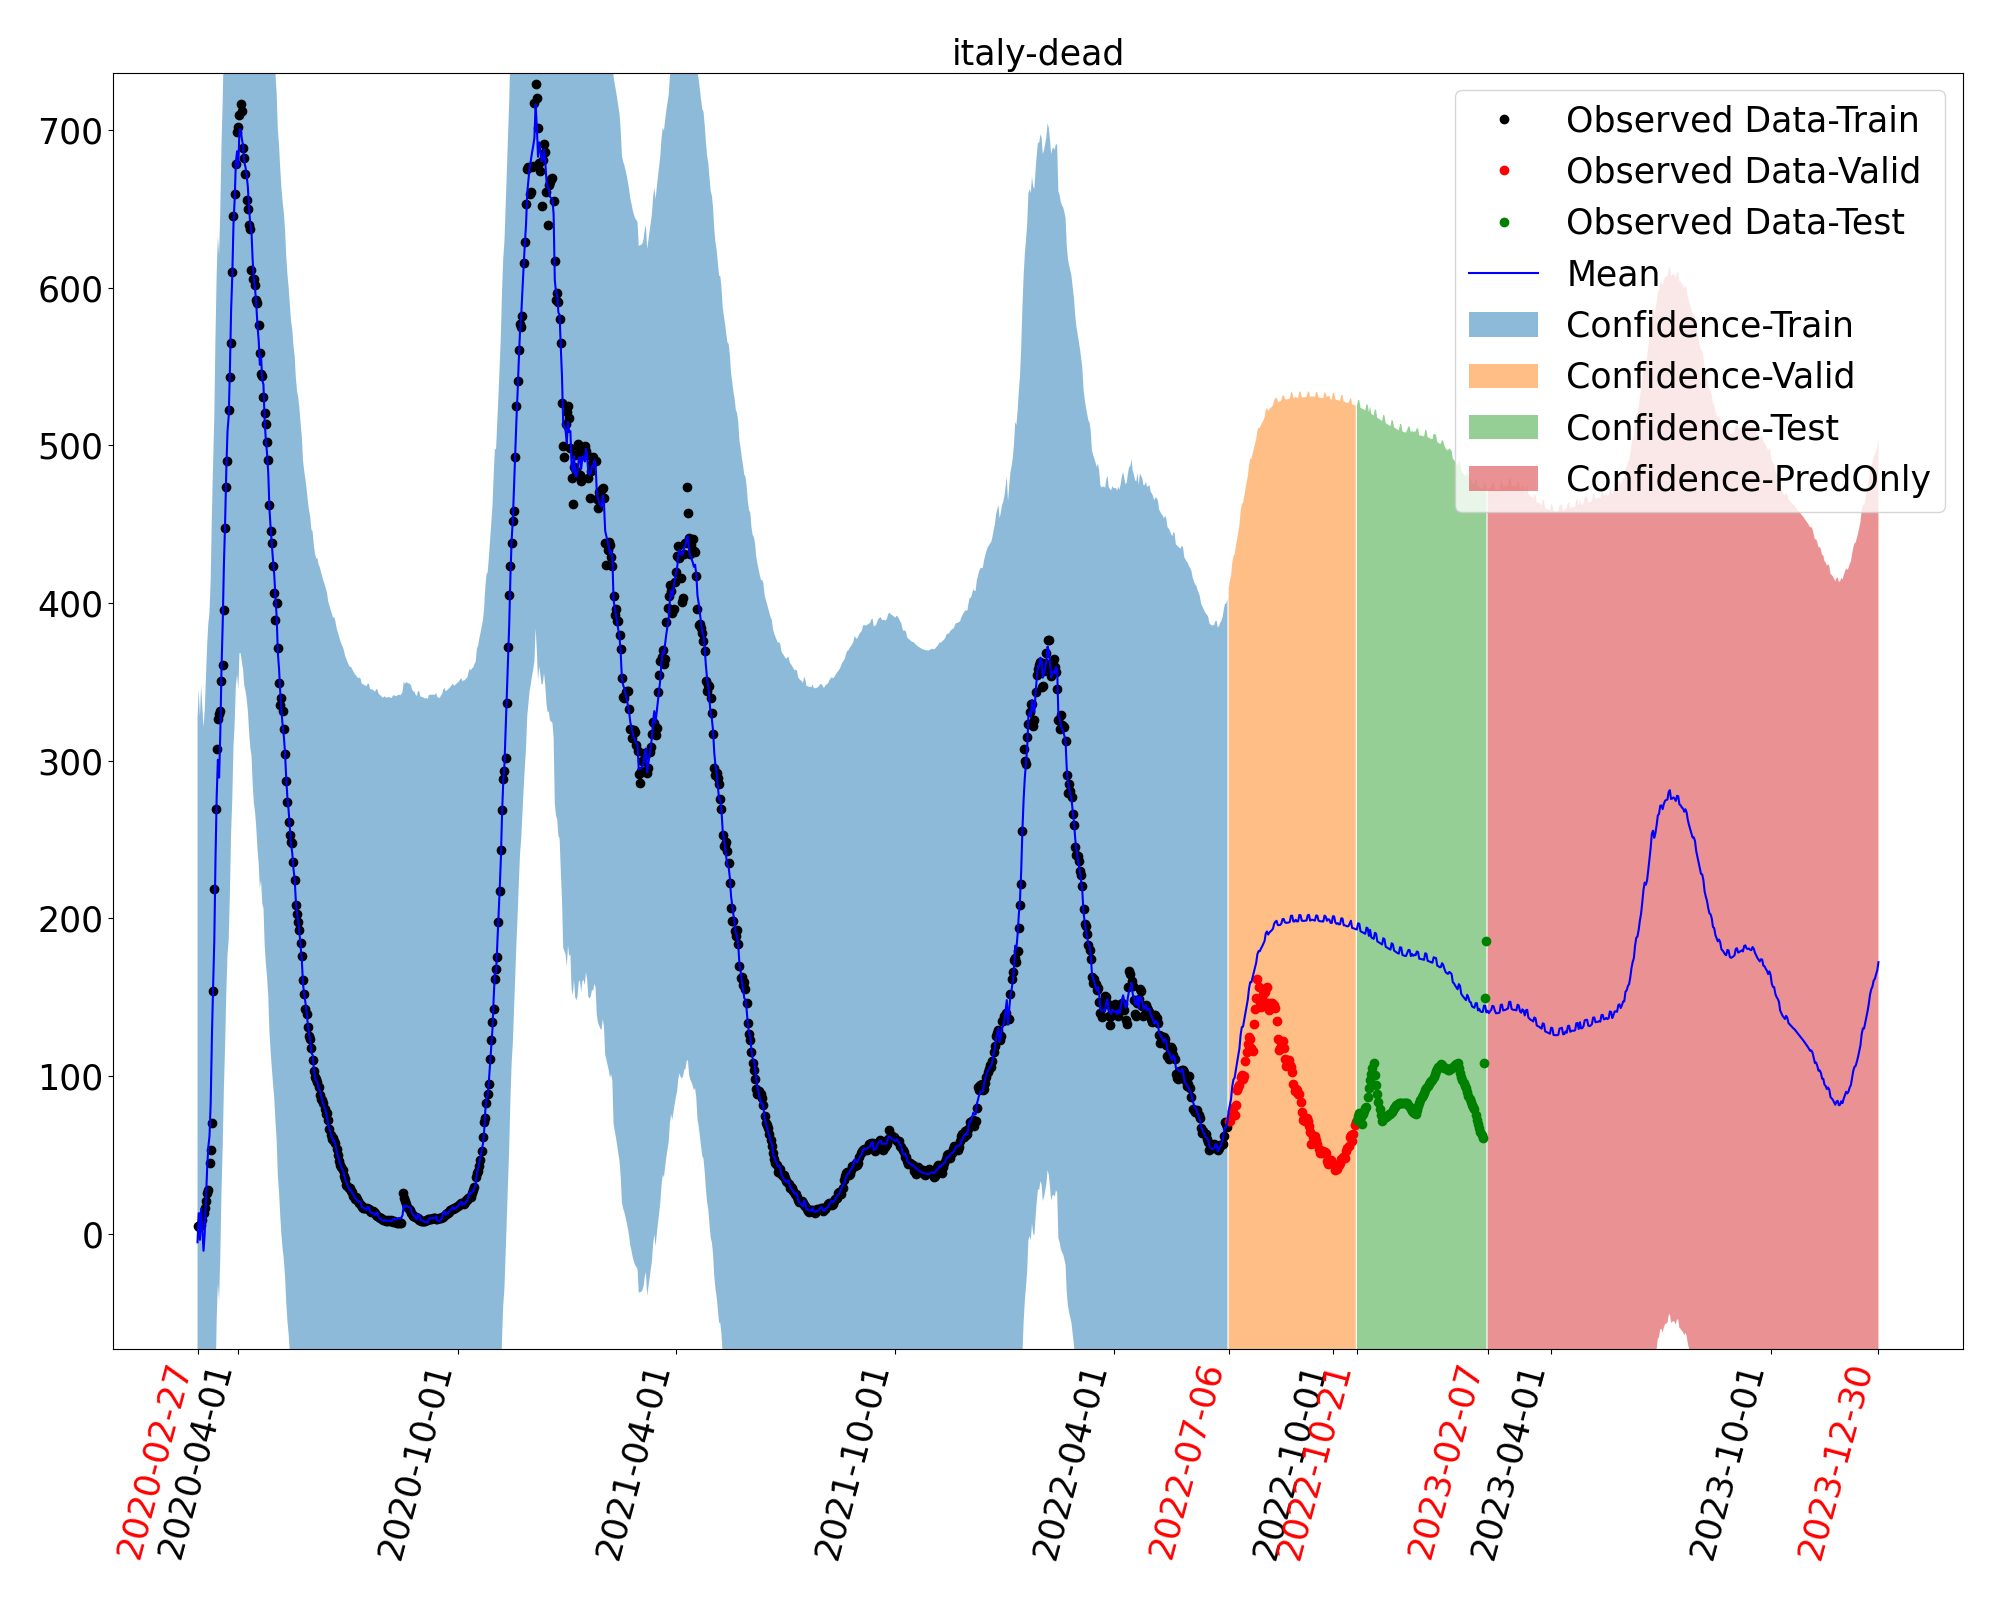 italy-dead
700
600
500
400
300
200
100
0
Observed Data-Train
Observed Data-Valid
Observed Data-Test
Mean
Confidence-Train
Confidence-Valid
Confidence-Test
Confidence-PredOnly
2020-02-27
2020-04-01
2020-10-01
2021-04-01
2021-10-01
2022-04-01
2022-07-06
2022-10-01
2022-10-21
2023-02-07
2023-04-01
2023-10-01
2023-12-30